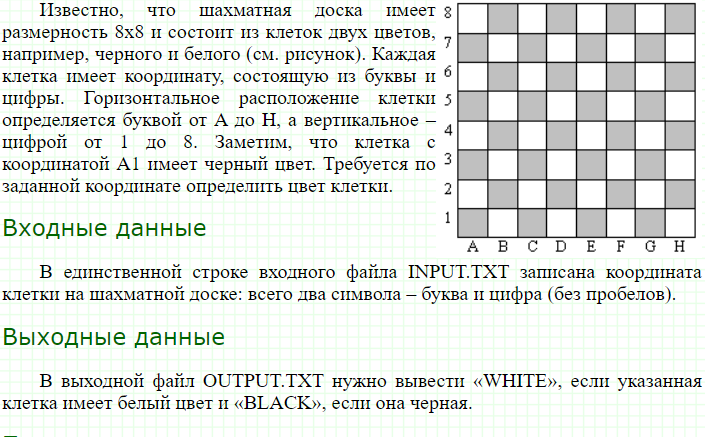 Известно, что шахматная доска имеет
размерность 8х8 и состоит из клеток двух цветов,
например, черного и белого (см. рисунок). Каждая
клетка имеет координату, состоящую из буквы и
цифры. Горизонтальное расположение клетки
определяется буквой от A до H, а вертикальное –
цифрой от 1 до 8. Заметим, что клетка с
координатой A1 имеет черный цвет. Требуется по
заданной координате определить цвет клетки.
8
7
6
5
4
3
2
1
A B C D E F G H
Входные данные
В единственной строке входного файла INPUT.TXT записана координата
клетки на шахматной доске: всего два символа – буква и цифра (без пробелов).
Выходные данные
В выходной файл OUTPUT.TXT нужно вывести «WHITE», если указанная
клетка имеет белый цвет и «BLACK», если она черная.